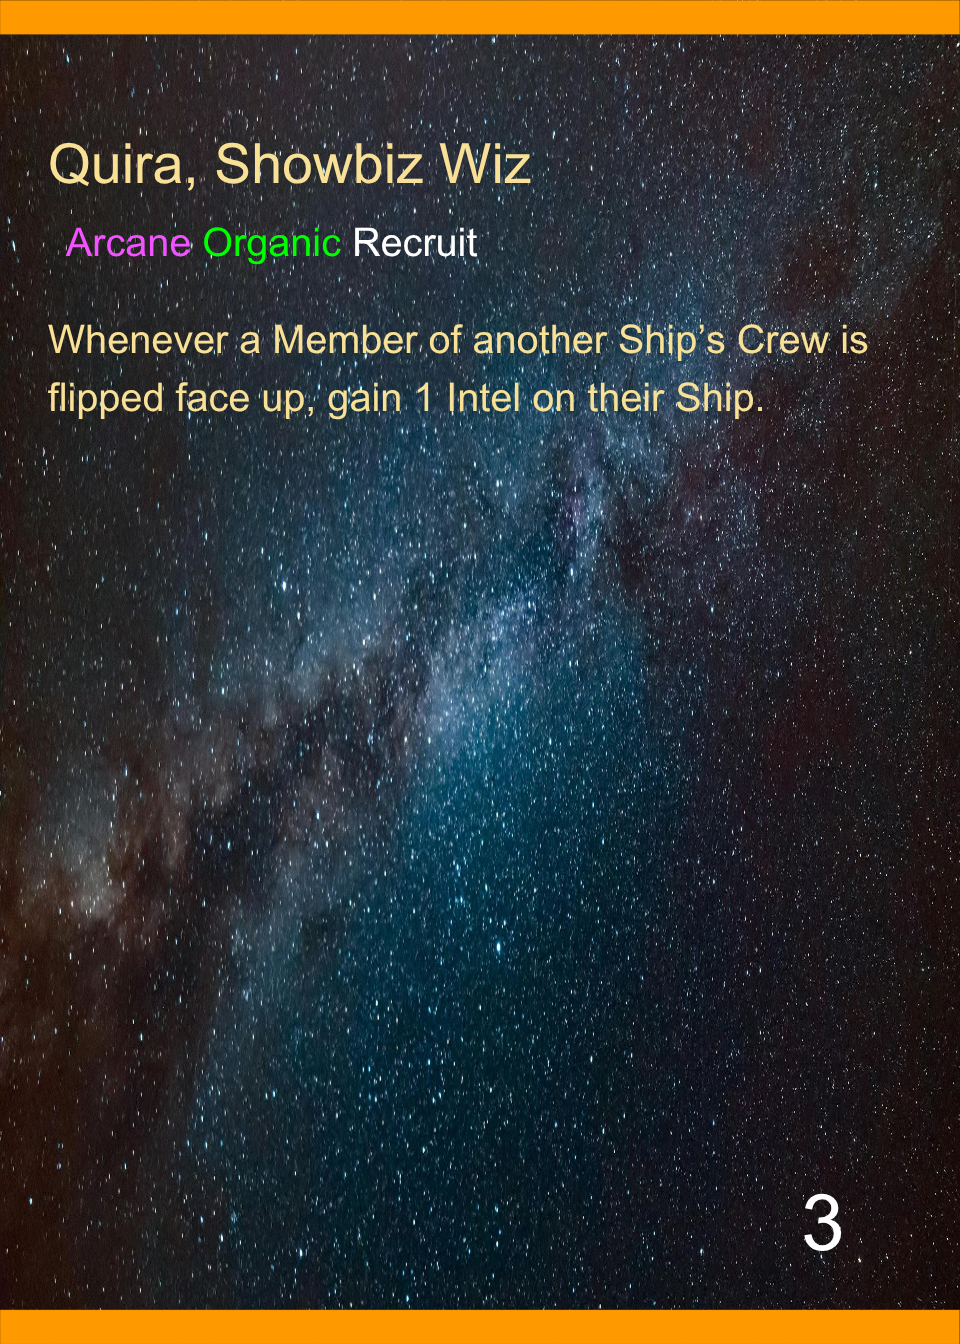 Quira, Showbiz Wiz
Arcane Organic Recruit
Whenever a Member of another Ship’s Crew is
flipped face up, gain 1 Intel on their Ship.
3